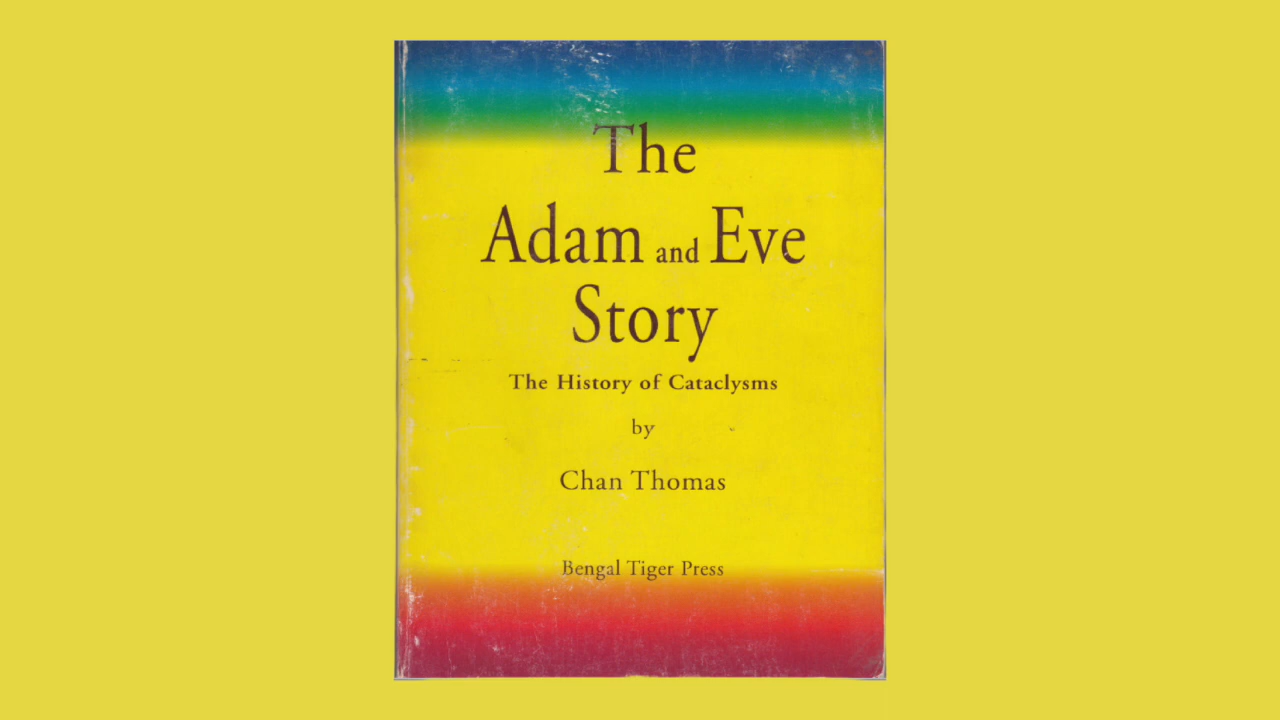 The
Adam and Eve
Story
The History of Cataclysms
by
Chan Thomas
Bengal Tiger Press